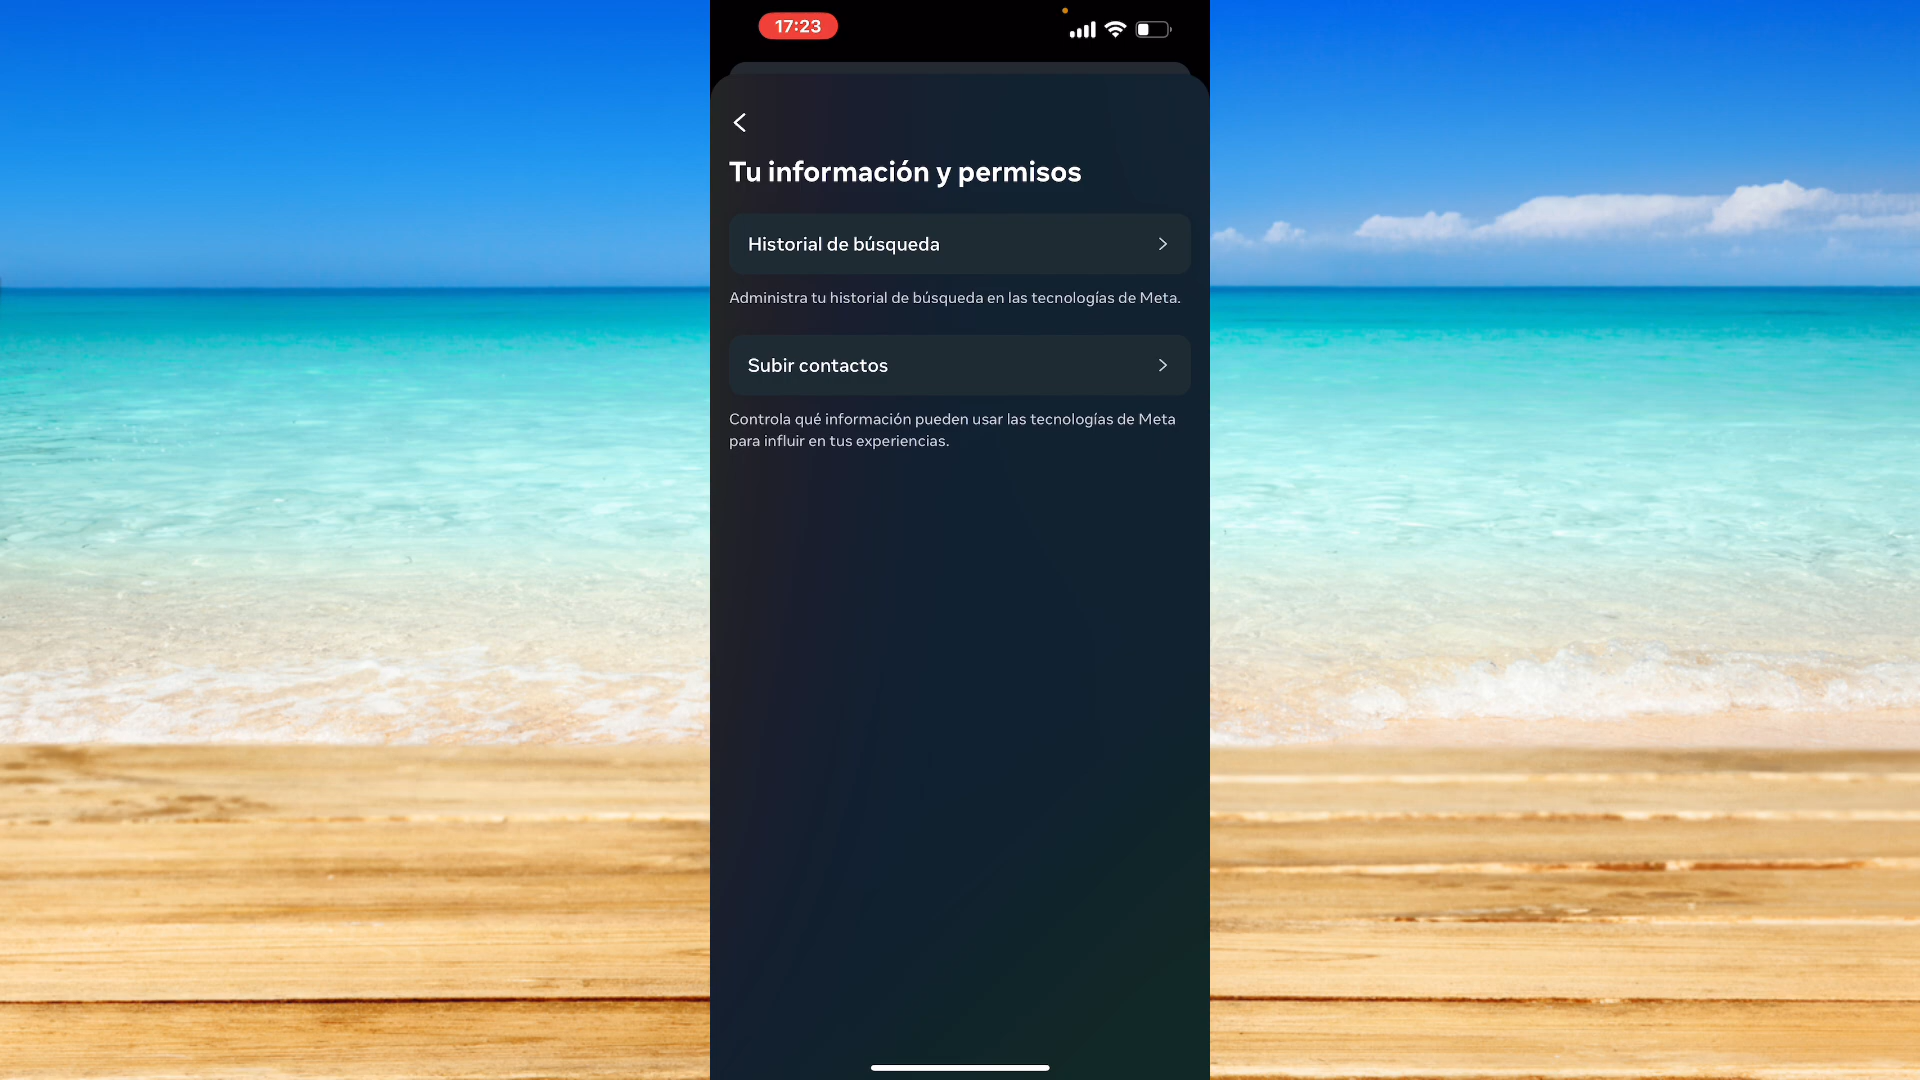 17:23
Tu información y permisos
Historial de búsqueda
Administra tu historial de búsqueda en las tecnologías de Meta.
Subir contactos
Controla qué información pueden usar las tecnologías de Meta
para influir en tus experiencias.